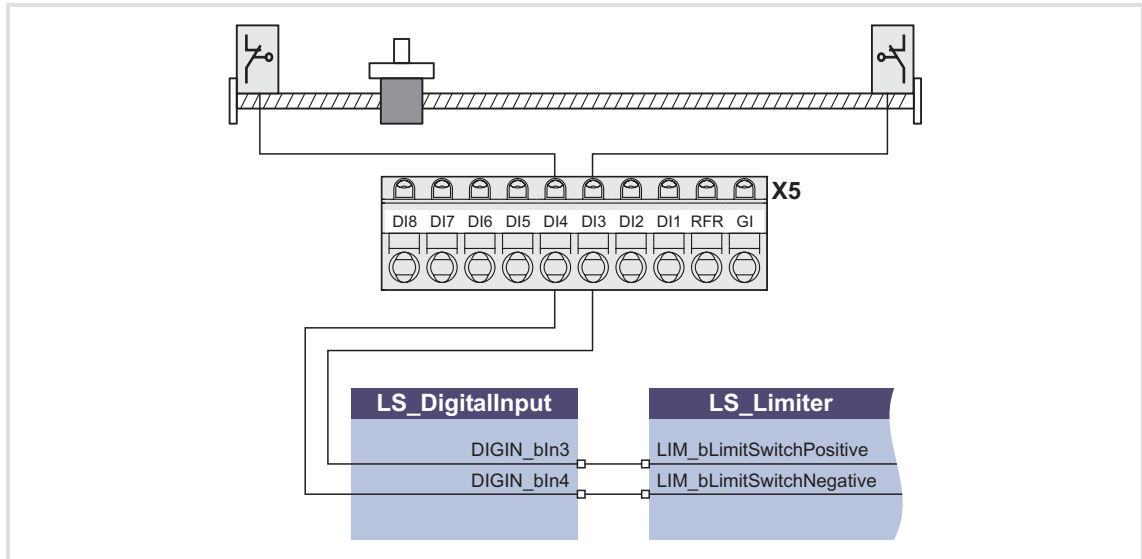 X5
DI8 DI7 DI6 DI5 DI4 DI3 DI2 DI1 RFR GI
LS_DigitalInput LS_Limiter
DIGIN_bIn3 LIM_bLimitSwitchPositive
DIGIN_bIn4 LIM_bLimitSwitchNegative